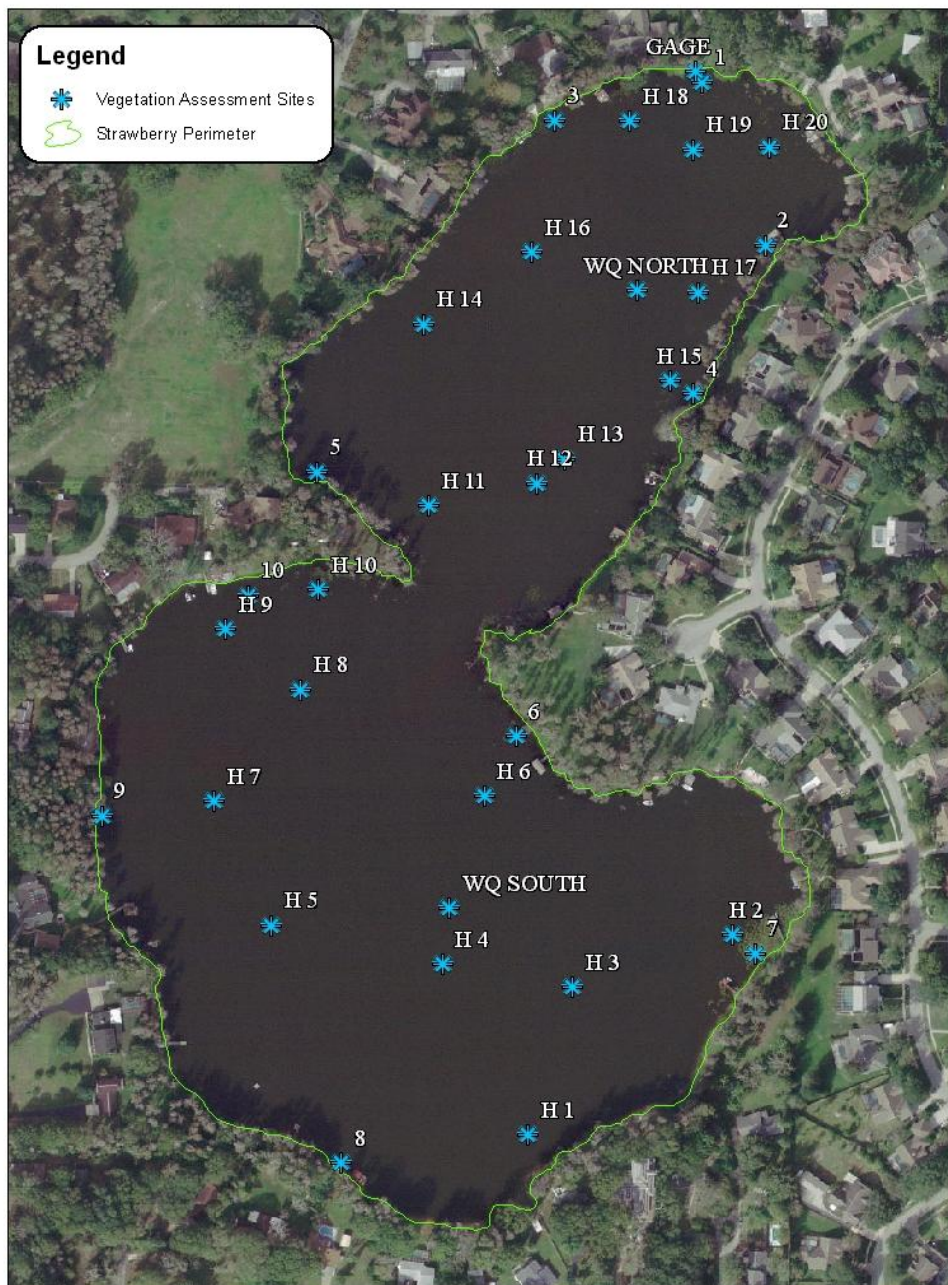 Legend
Vegetation Assessment Sites
Strawberry Perimeter
GAGE
1
3
H 18
H 19
H 20
2
H 16
WQ NORTH
H 17
H 14
H 15
4
H 13
5
H 12
H 11
10
H 10
H 9
H 8
6
H 7
H 6
9
WQ SOUTH
H 5
H 2
7
H 4
H 3
H 1
8